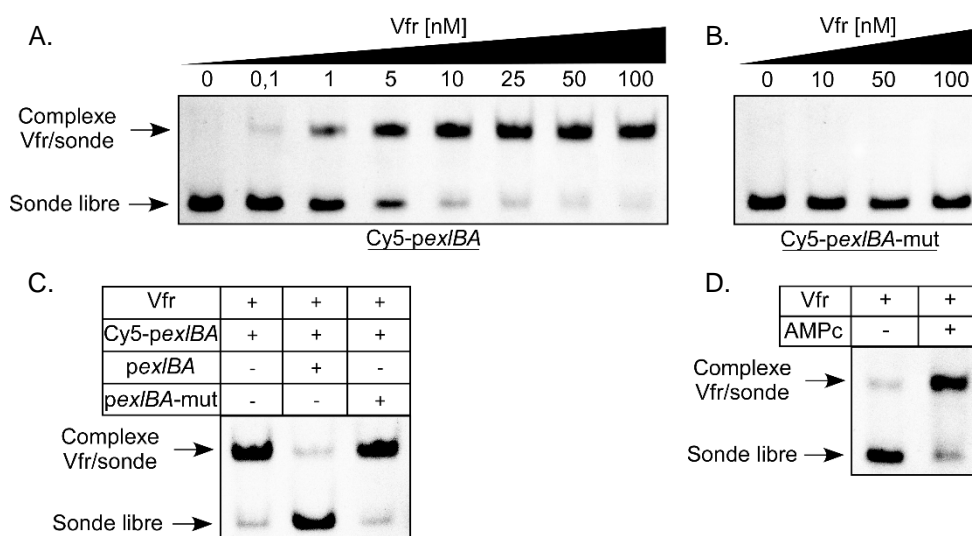 A.
Vfr [nM]
0 0,1 1 5 10 25 50 100
Complexe
Vfr/sonde
Sonde libre
Cy5-pexlBA
B.
Vfr [nM]
0 10 50 100
Cy5-pexlBA-mut
C.
Vfr + + +
Cy5-pexlBA + + +
pexlBA - + -
pexlBA-mut - - +
Complexe
Vfr/sonde
Sonde libre
D.
Vfr + +
AMPc - +
Complexe
Vfr/sonde
Sonde libre